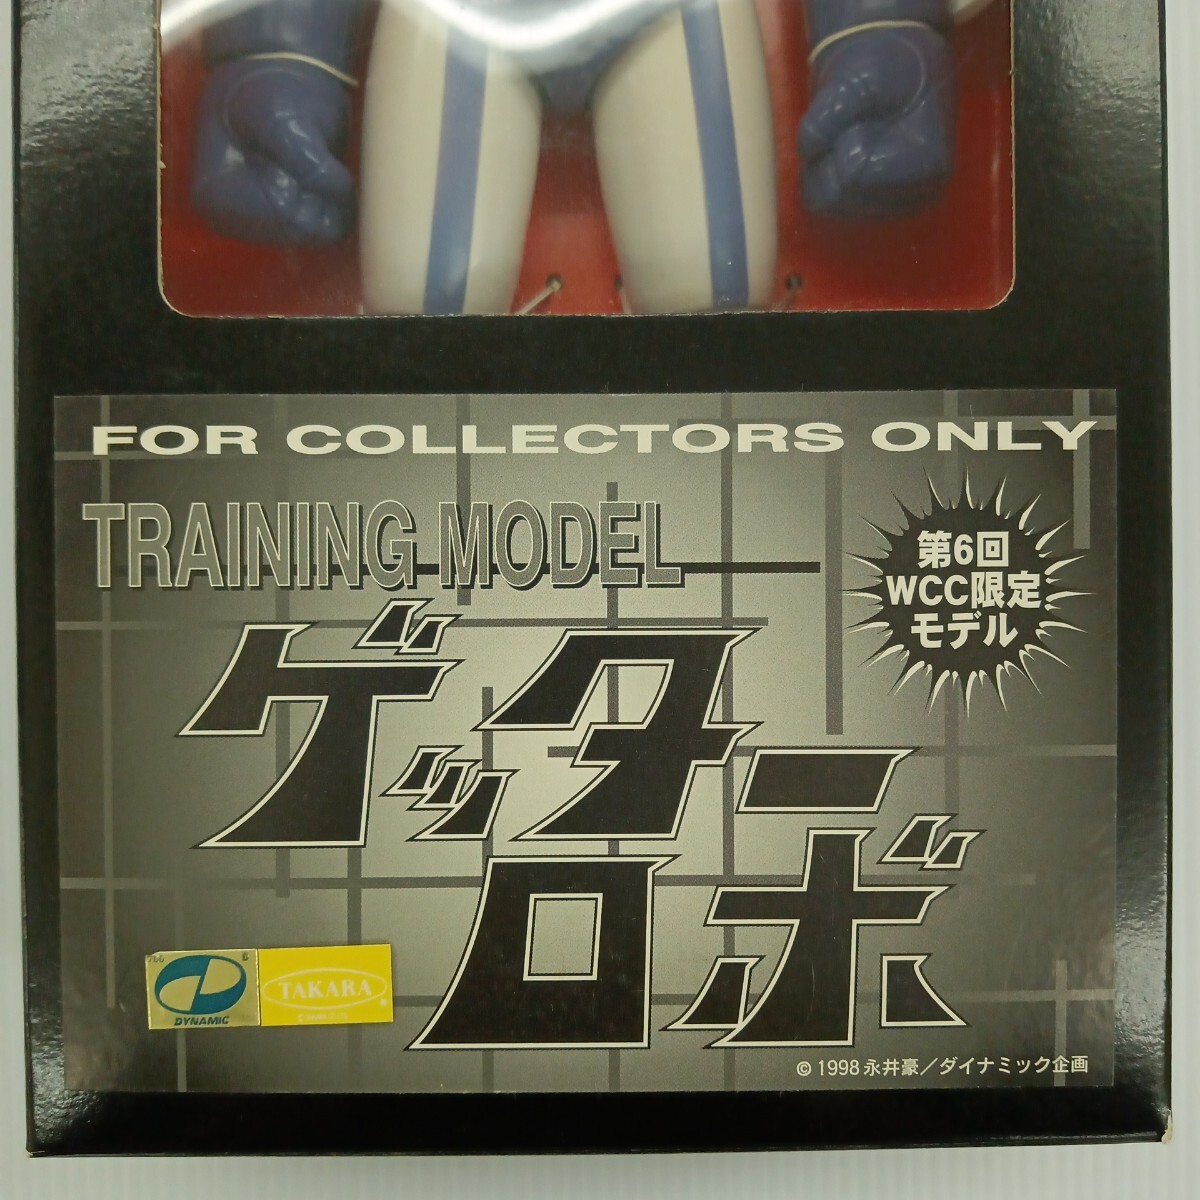 FOR COLLECTORS ONLY
TRAINING MODEL
第6回
WCC限定
モデル
ゲッター
ロボ
DYNAMIC
TAKARA
© 1998 永井豪／ダイナミック企画